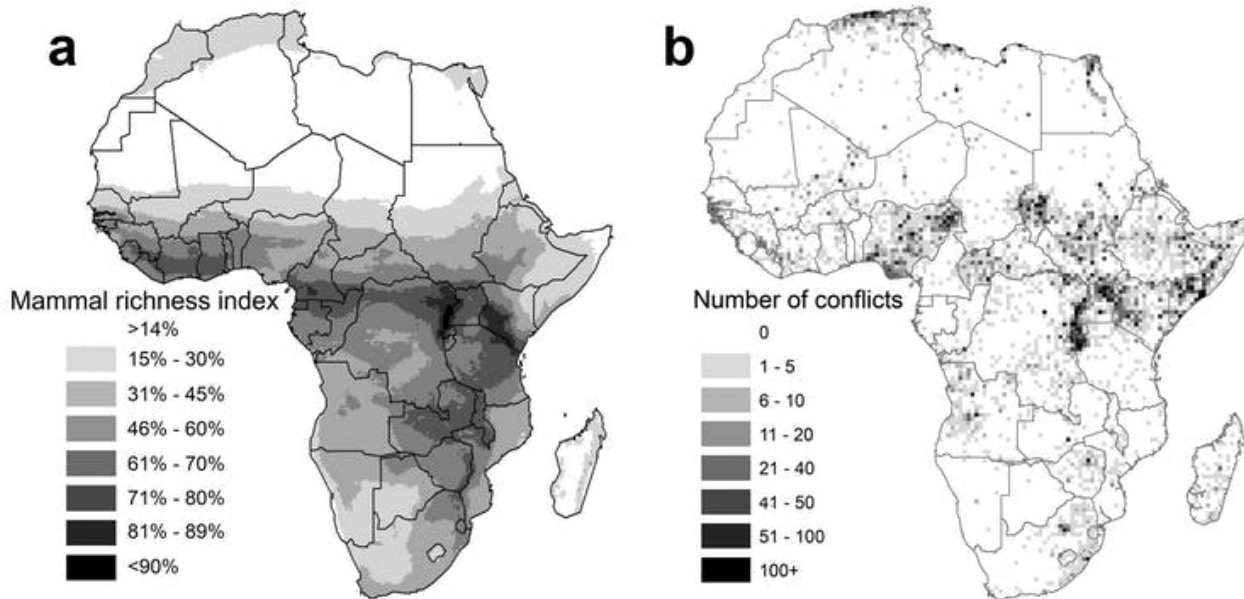 a
Mammal richness index
>14%
15% - 30%
31% - 45%
46% - 60%
61% - 70%
71% - 80%
81% - 89%
<90%
b
Number of conflicts
0
1 - 5
6 - 10
11 - 20
21 - 40
41 - 50
51 - 100
100+